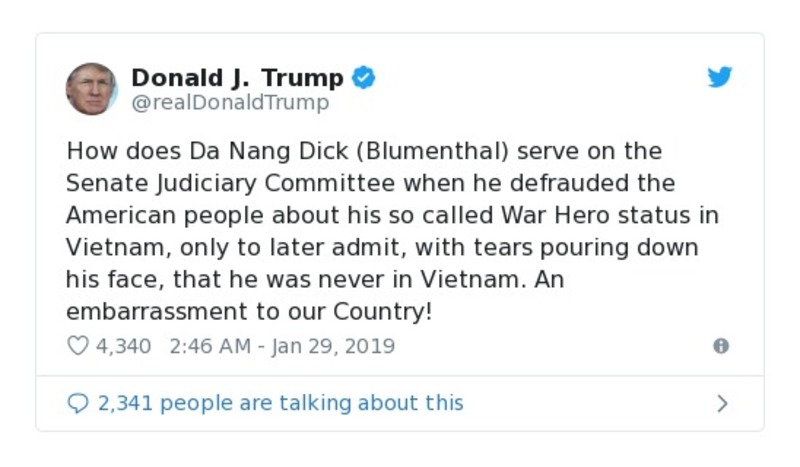 Donald J. Trump
@realDonaldTrump
How does Da Nang Dick (Blumenthal) serve on the
Senate Judiciary Committee when he defrauded the
American people about his so called War Hero status in
Vietnam, only to later admit, with tears pouring down
his face, that he was never in Vietnam. An
embarrassment to our Country!
4,340 2:46 AM - Jan 29, 2019
2,341 people are talking about this